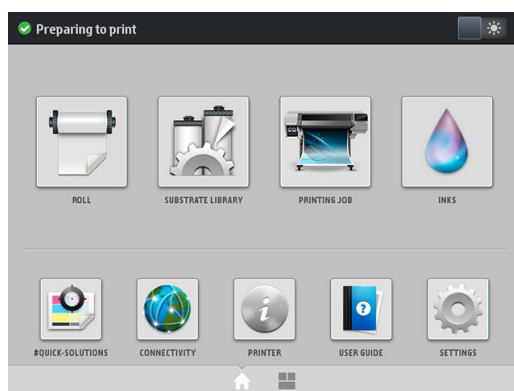 Preparing to print
ROLL
SUBSTRATE LIBRARY
PRINTING JOB
INKS
#QUICK-SOLUTIONS
CONNECTIVITY
PRINTER
USER GUIDE
SETTINGS